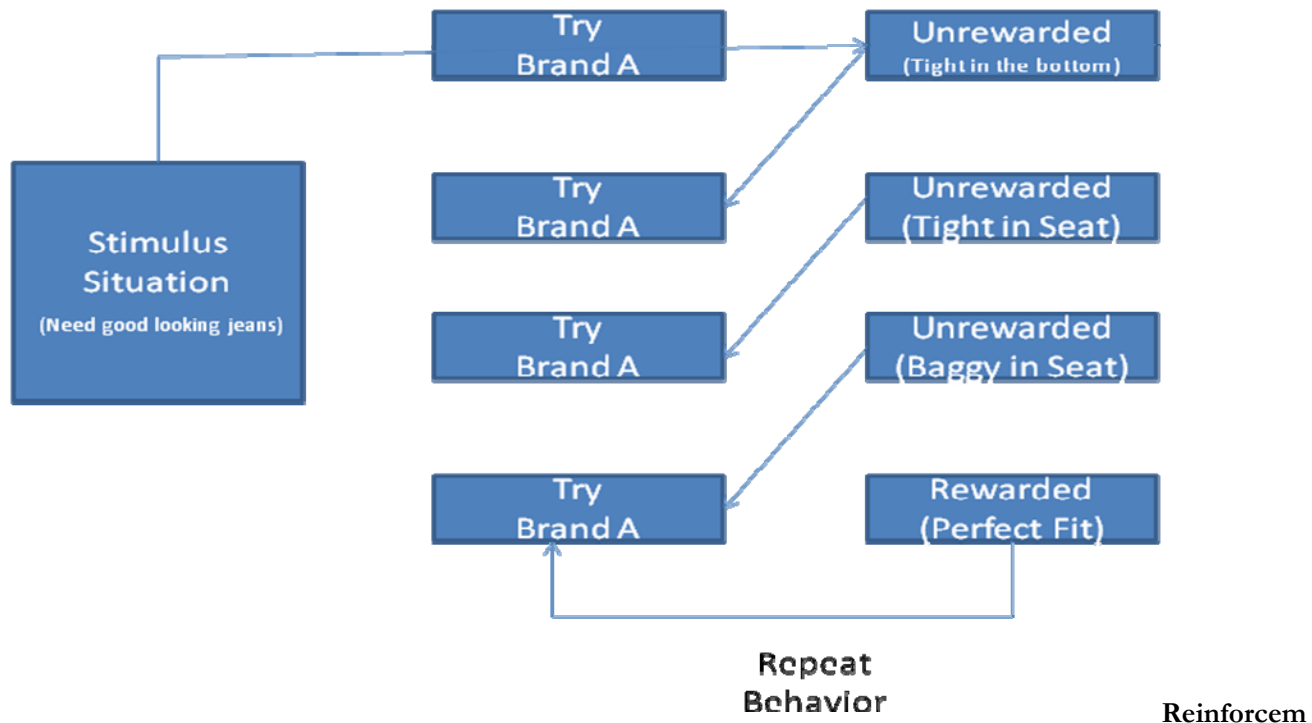 Try
Brand A
Unrewarded
(Tight in the bottom)
Stimulus
Situation
(Need good looking jeans)
Try
Brand A
Unrewarded
(Tight in Seat)
Try
Brand A
Unrewarded
(Baggy in Seat)
Try
Brand A
Rewarded
(Perfect Fit)
Repeat
Behavior
Reinforcem